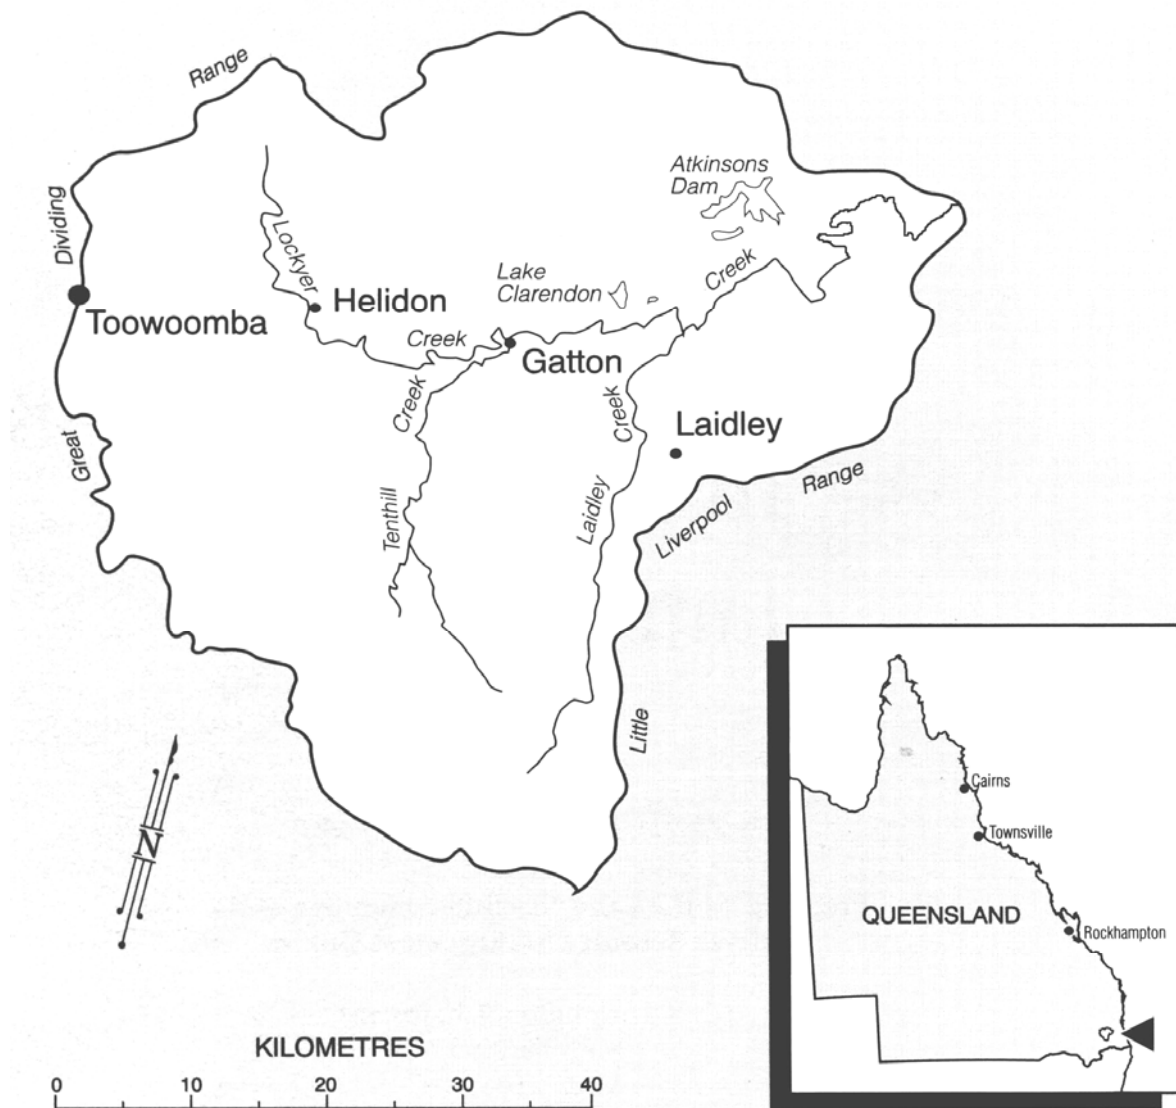 Range
Dividing
Atkinsons
Dam
Lockyer
Lake
Clarendon
Creek
Helidon
Toowoomba
Creek
Gatton
Creek
Creek
Laidley
Great
Range
Tenthill
Laidley
Liverpool
Little
N
Cairns
Townsville
QUEENSLAND
Rockhampton
KILOMETRES
0 10 20 30 40